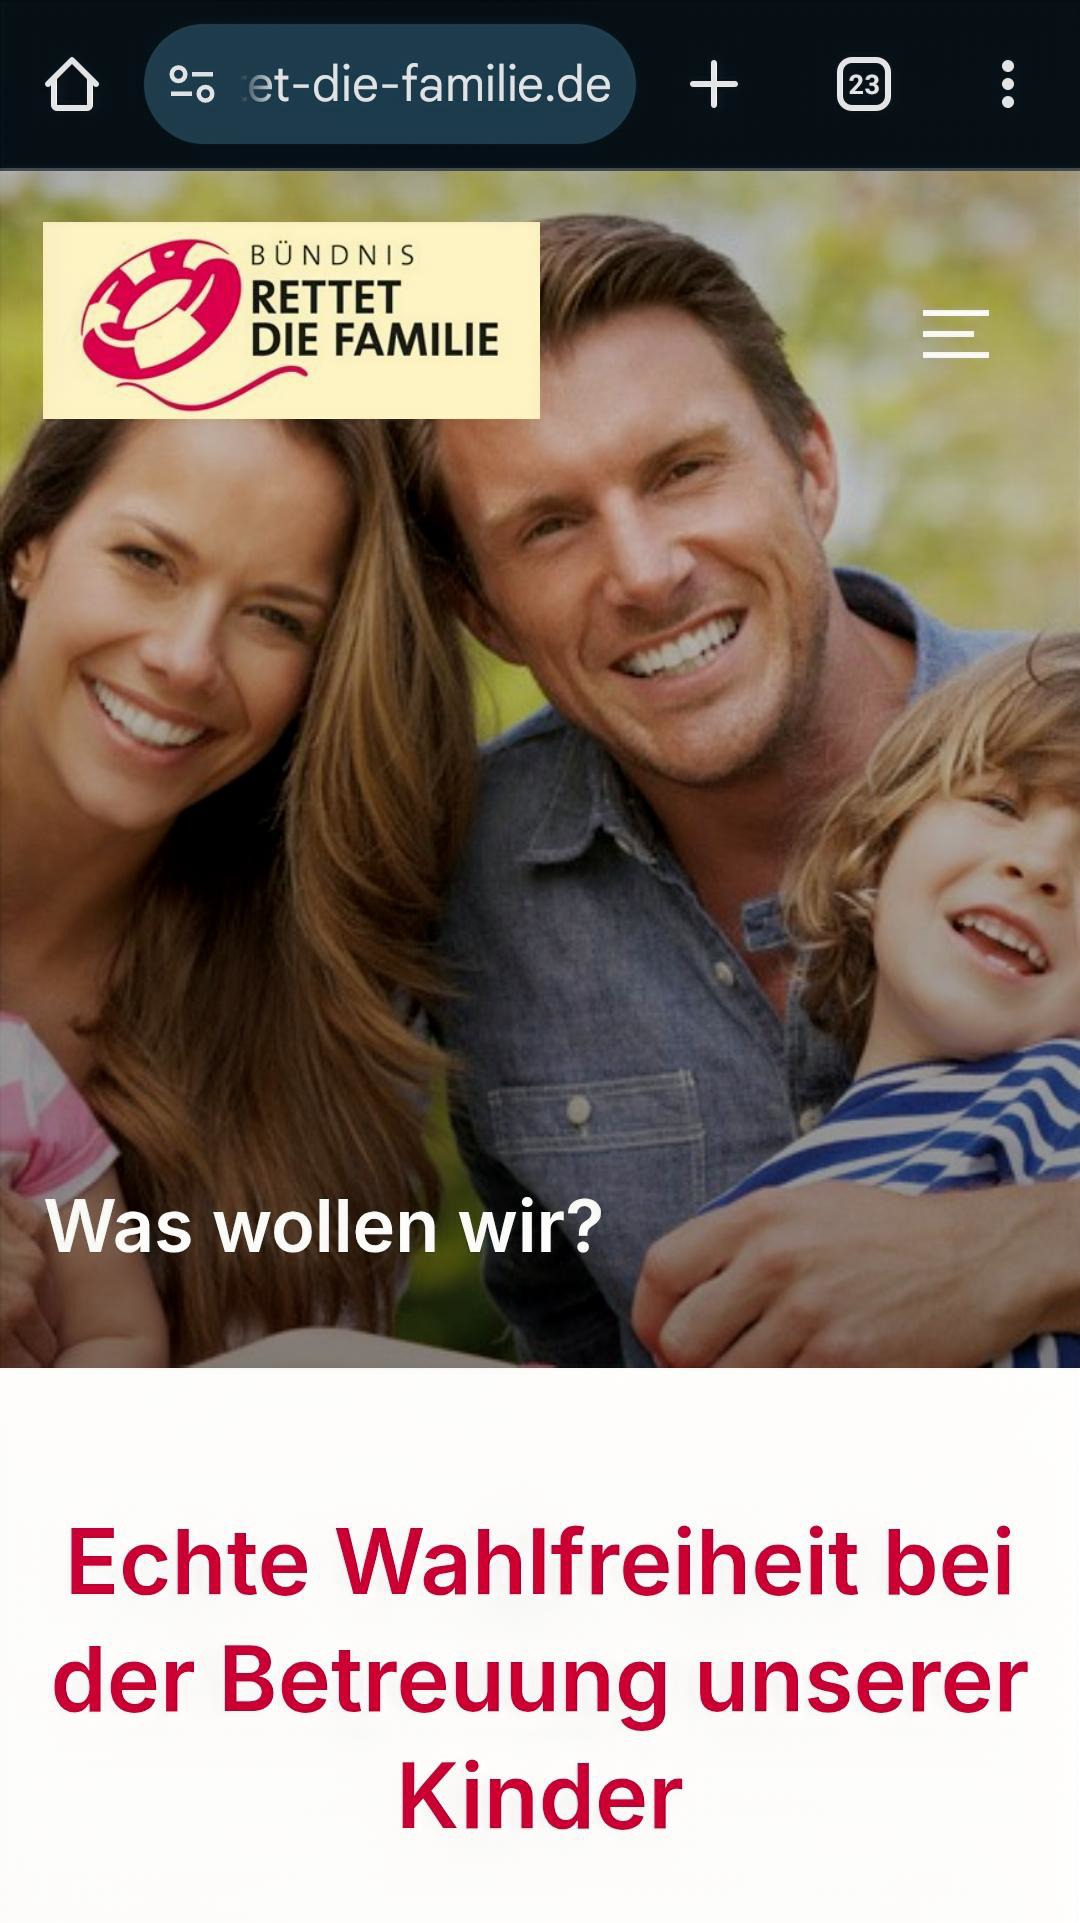 et-die-familie.de
23
BÜNDNIS
RETTET
DIE FAMILIE
Was wollen wir?
Echte Wahlfreiheit bei
der Betreuung unserer
Kinder